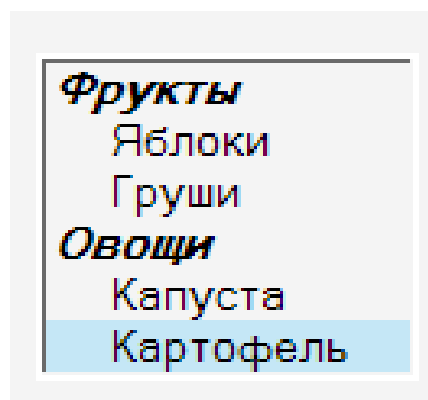 Фрукты
Яблоки
Груши
Овощи
Капуста
Картофель